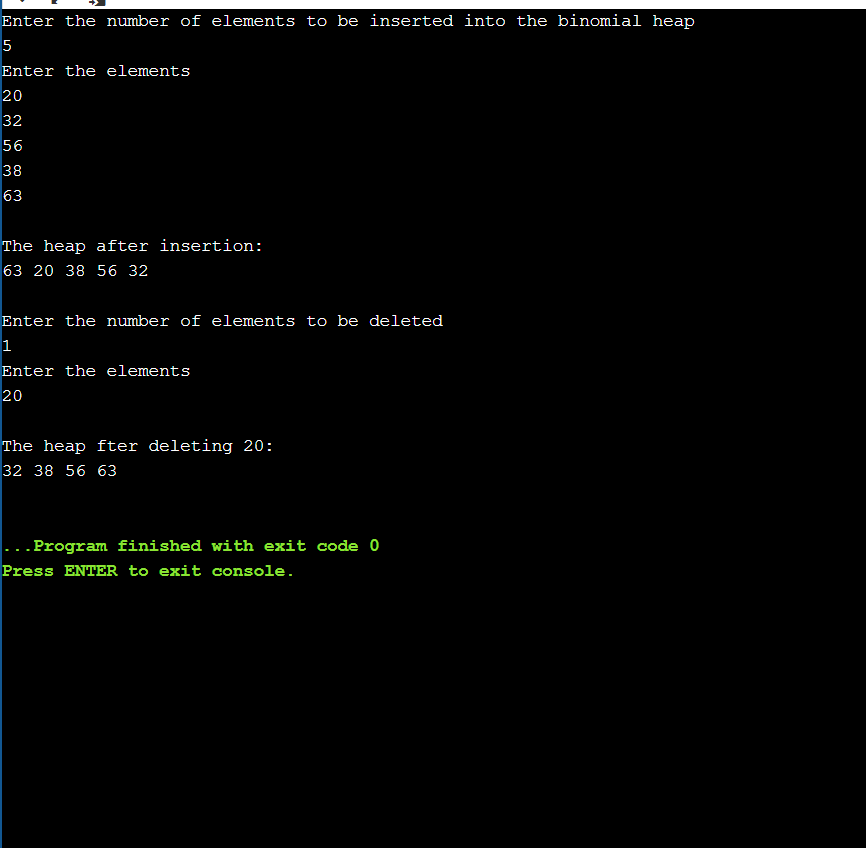 Enter the number of elements to be inserted into the binomial heap
5
Enter the elements
20
32
56
38
63
The heap after insertion:
63 20 38 56 32
Enter the number of elements to be deleted
1
Enter the elements
20
The heap fter deleting 20:
32 38 56 63
...Program finished with exit code 0
Press ENTER to exit console.